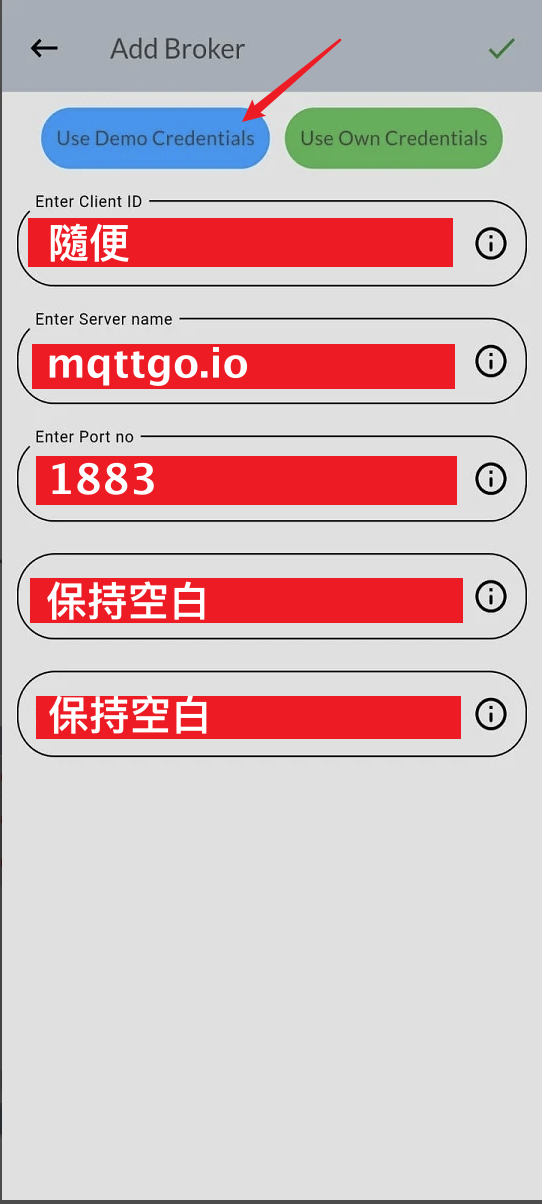 Add Broker
Use Demo Credentials
Use Own Credentials
Enter Client ID
隨便
Enter Server name
mqttgo.io
Enter Port no
1883
保持空白
保持空白